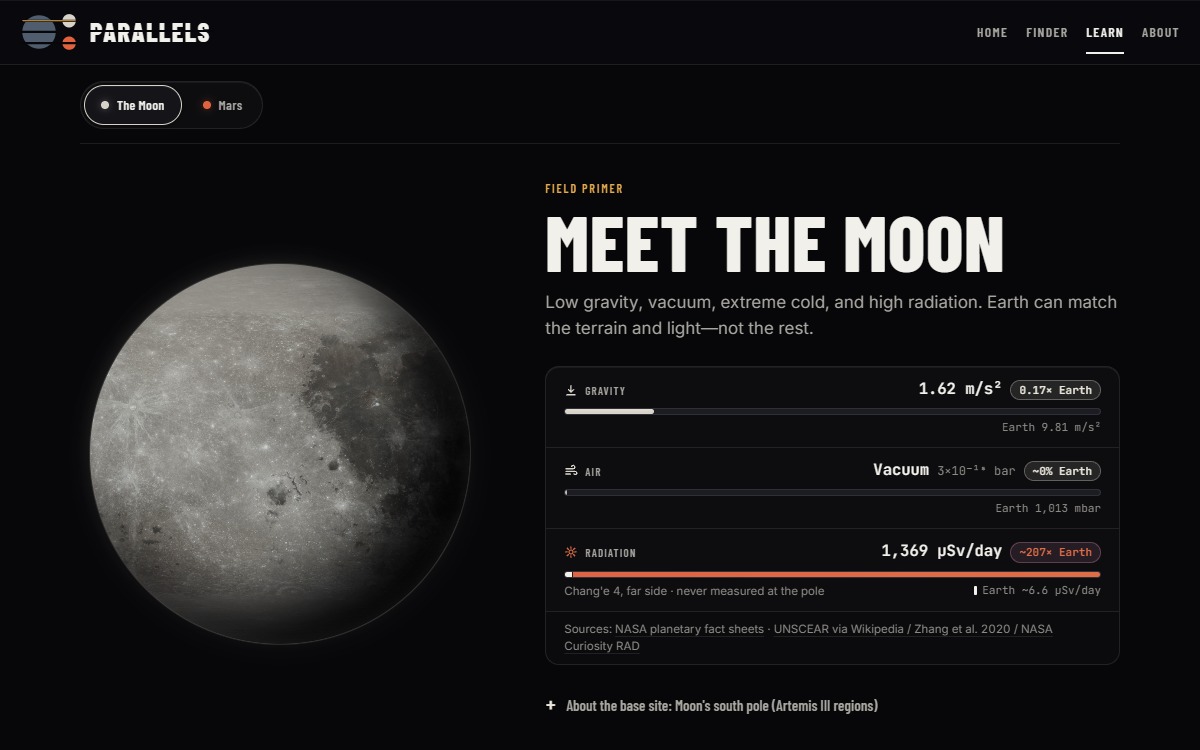 PARALLELS
HOME FINDER LEARN ABOUT
The Moon Mars
FIELD PRIMER
MEET THE MOON
Low gravity, vacuum, extreme cold, and high radiation. Earth can match
the terrain and light—not the rest.
GRAVITY 1.62 m/s² 0.17× Earth
Earth 9.81 m/s²
AIR Vacuum bar ~0% Earth
Earth 1,013 mbar
RADIATION 1,369 µSv/day ~207× Earth
Chang'e 4, far side · never measured at the pole Earth ~6.6 µSv/day
Sources: NASA planetary fact sheets · UNSCEAR via Wikipedia / Zhang et al. 2020 / NASA
Curiosity RAD
+ About the base site: Moon's south pole (Artemis III regions)